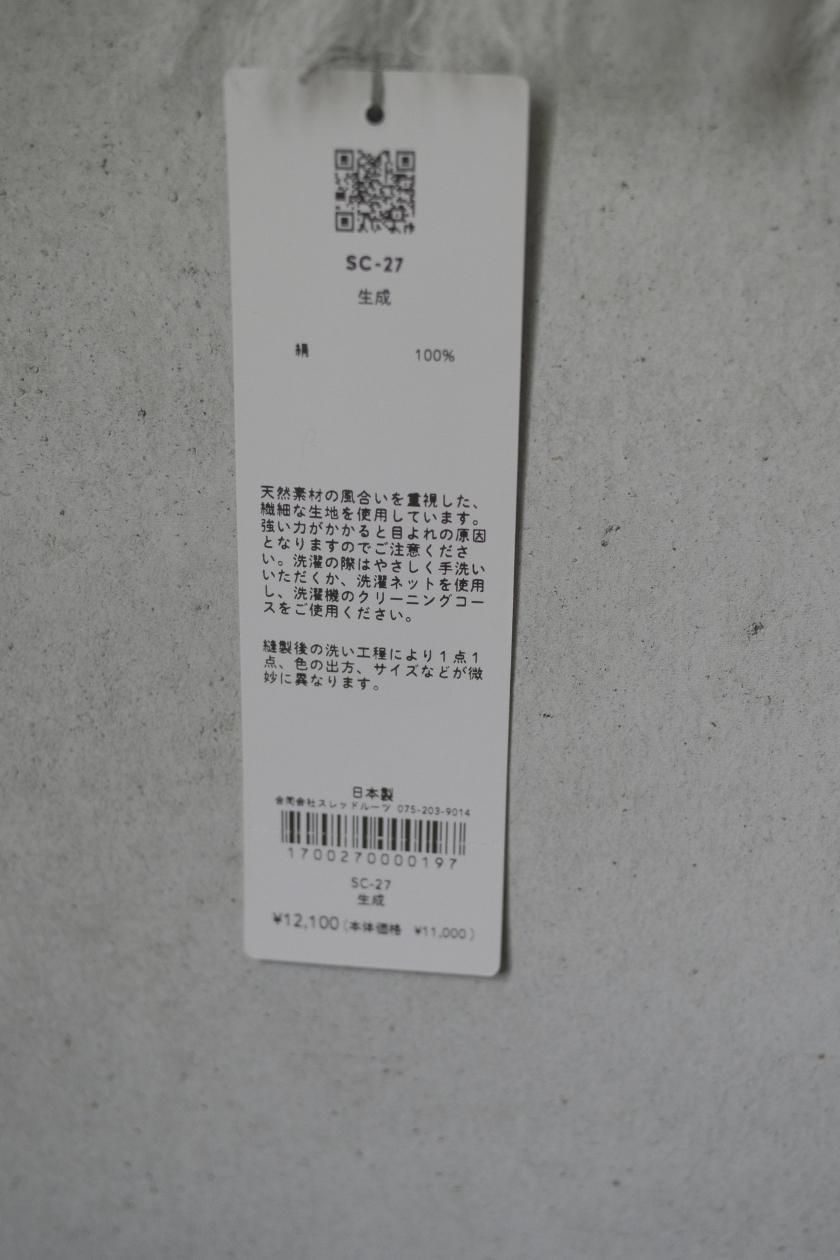 SC-27
生成
絹 100%
天然素材の風合いを重視した、
繊細な生地を使用しています。
強い力がかかると目よれの原因
となりますのでご注意くださ
い。洗濯の際はやさしく手洗い
いただくか、洗濯ネットを使用
し、洗濯機のクリーニングコー
スをご使用ください。
縫製後の洗い工程により1点1
点、色の出方、サイズなどが微
妙に異なります。
日本製
合同会社スレッドルーツ 075-203-9014
1700270000197
SC-27
生成
¥12,100(本体価格 ¥11,000)